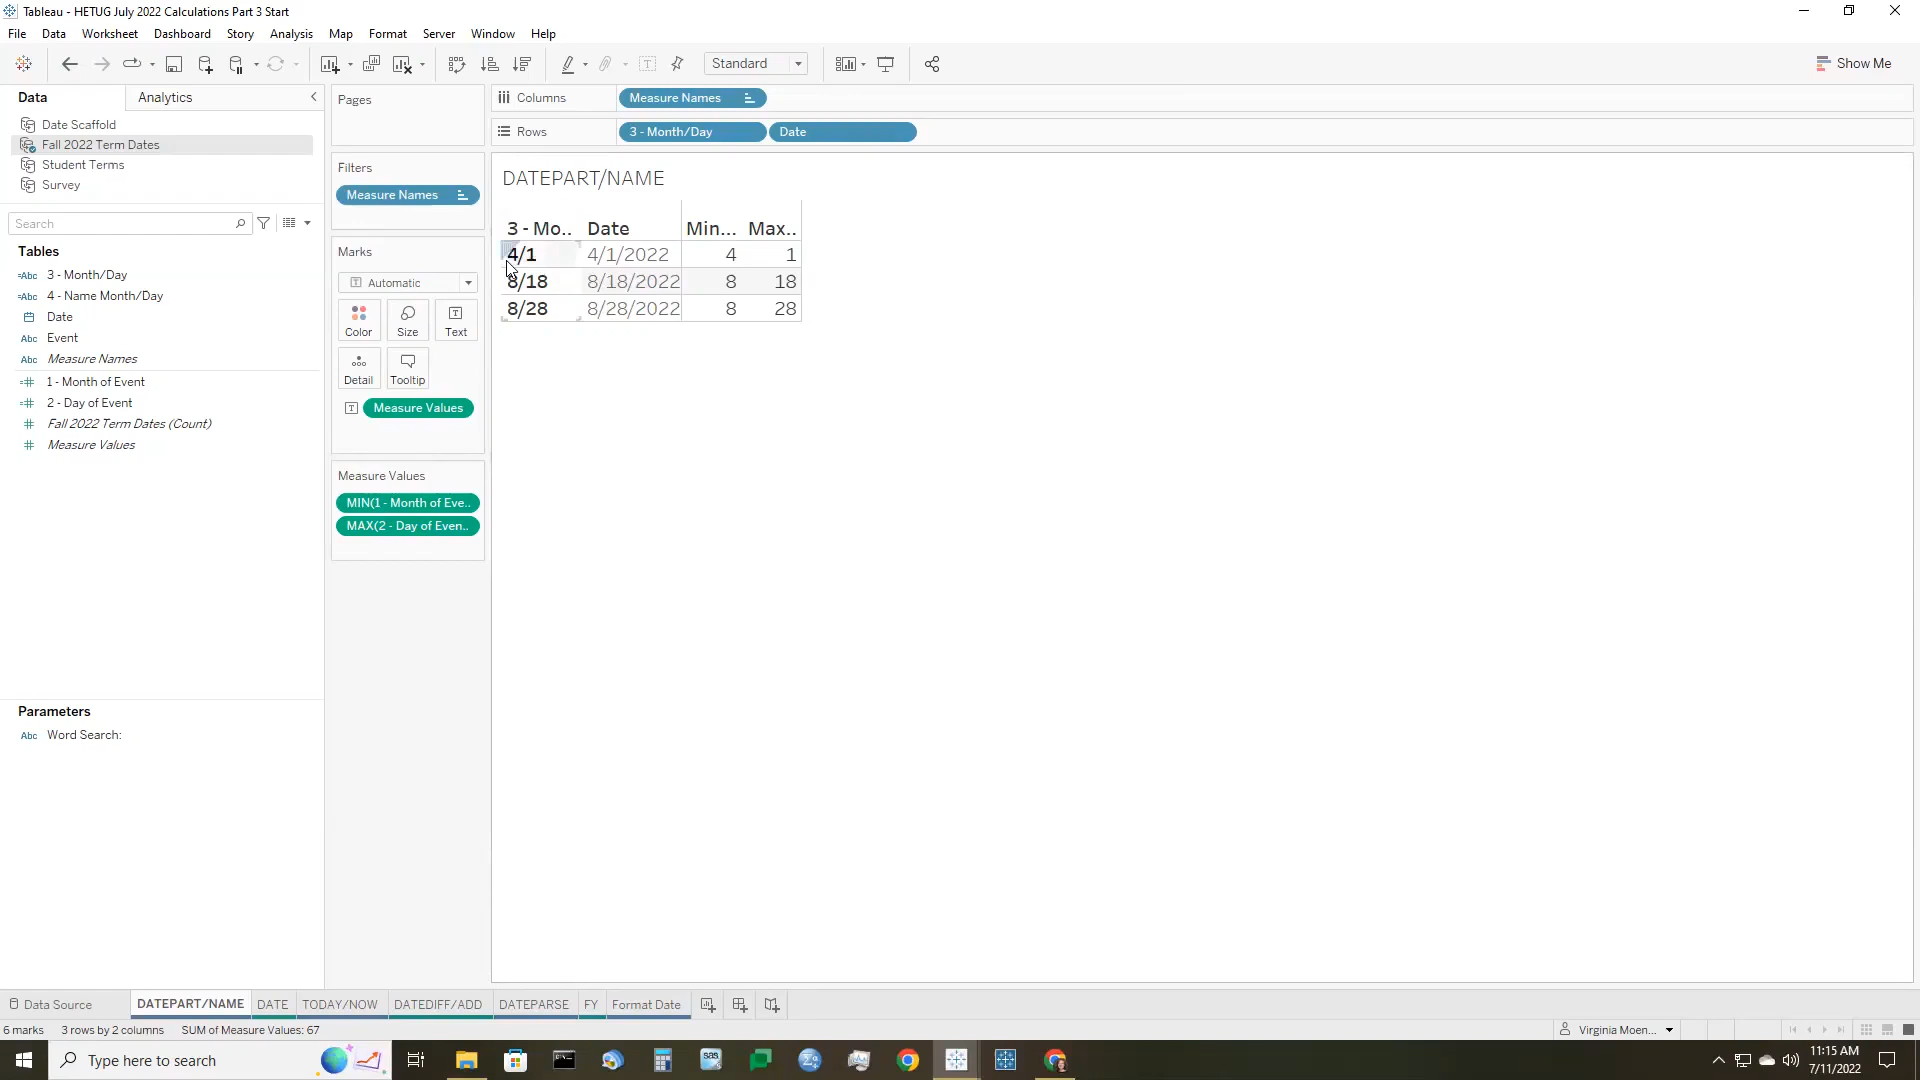 Tableau - HETUG July 2022 Calculations Part 3 Start
File Data Worksheet Dashboard Story Analysis Map Format Server Window Help
Standard
Show Me
Data Analytics
Date Scaffold
Fall 2022 Term Dates
Student Terms
Survey
Search
Tables
=Abc 3 - Month/Day
=Abc 4 - Name Month/Day
Date
Abc Event
Abc Measure Names
=# 1 - Month of Event
=# 2 - Day of Event
# Fall 2022 Term Dates (Count)
# Measure Values
Parameters
Abc Word Search:
Pages
Filters
Measure Names
Marks
Automatic
Color Size Text
Detail Tooltip
Measure Values
Measure Values
MIN(1 - Month of Eve..
MAX(2 - Day of Even..
Columns Measure Names
Rows 3 - Month/Day Date
DATEPART/NAME
3 - Mo.. Date Min... Max..
4/1 4/1/2022 4 1
8/18 8/18/2022 8 18
8/28 8/28/2022 8 28
Data Source DATEPART/NAME DATE TODAY/NOW DATEDIFF/ADD DATEPARSE FY Format Date
6 marks 3 rows by 2 columns SUM of Measure Values: 67
Virginia Moen...
Type here to search
sas
11:15 AM
7/11/2022